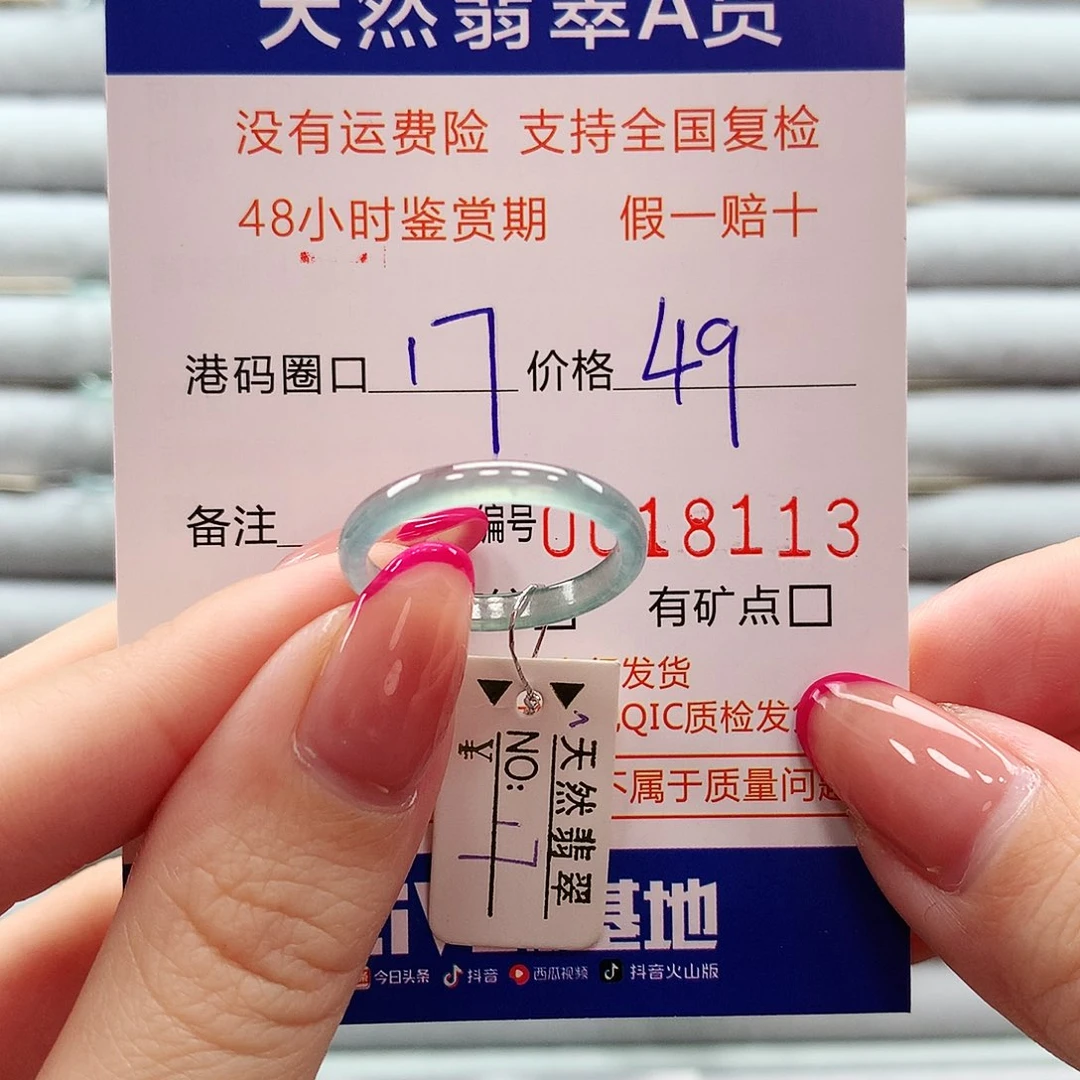 天然翡翠A货
没有运费险 支持全国复检
48小时鉴赏期 假一赔十
港码圈口 17 价格 49
备注 编号 0018113
有矿点□
发货
QIC质检发货
不属于质量问题
基地
今日头条 抖音 西瓜视频 抖音火山版
天然翡翠
NO: 17
¥